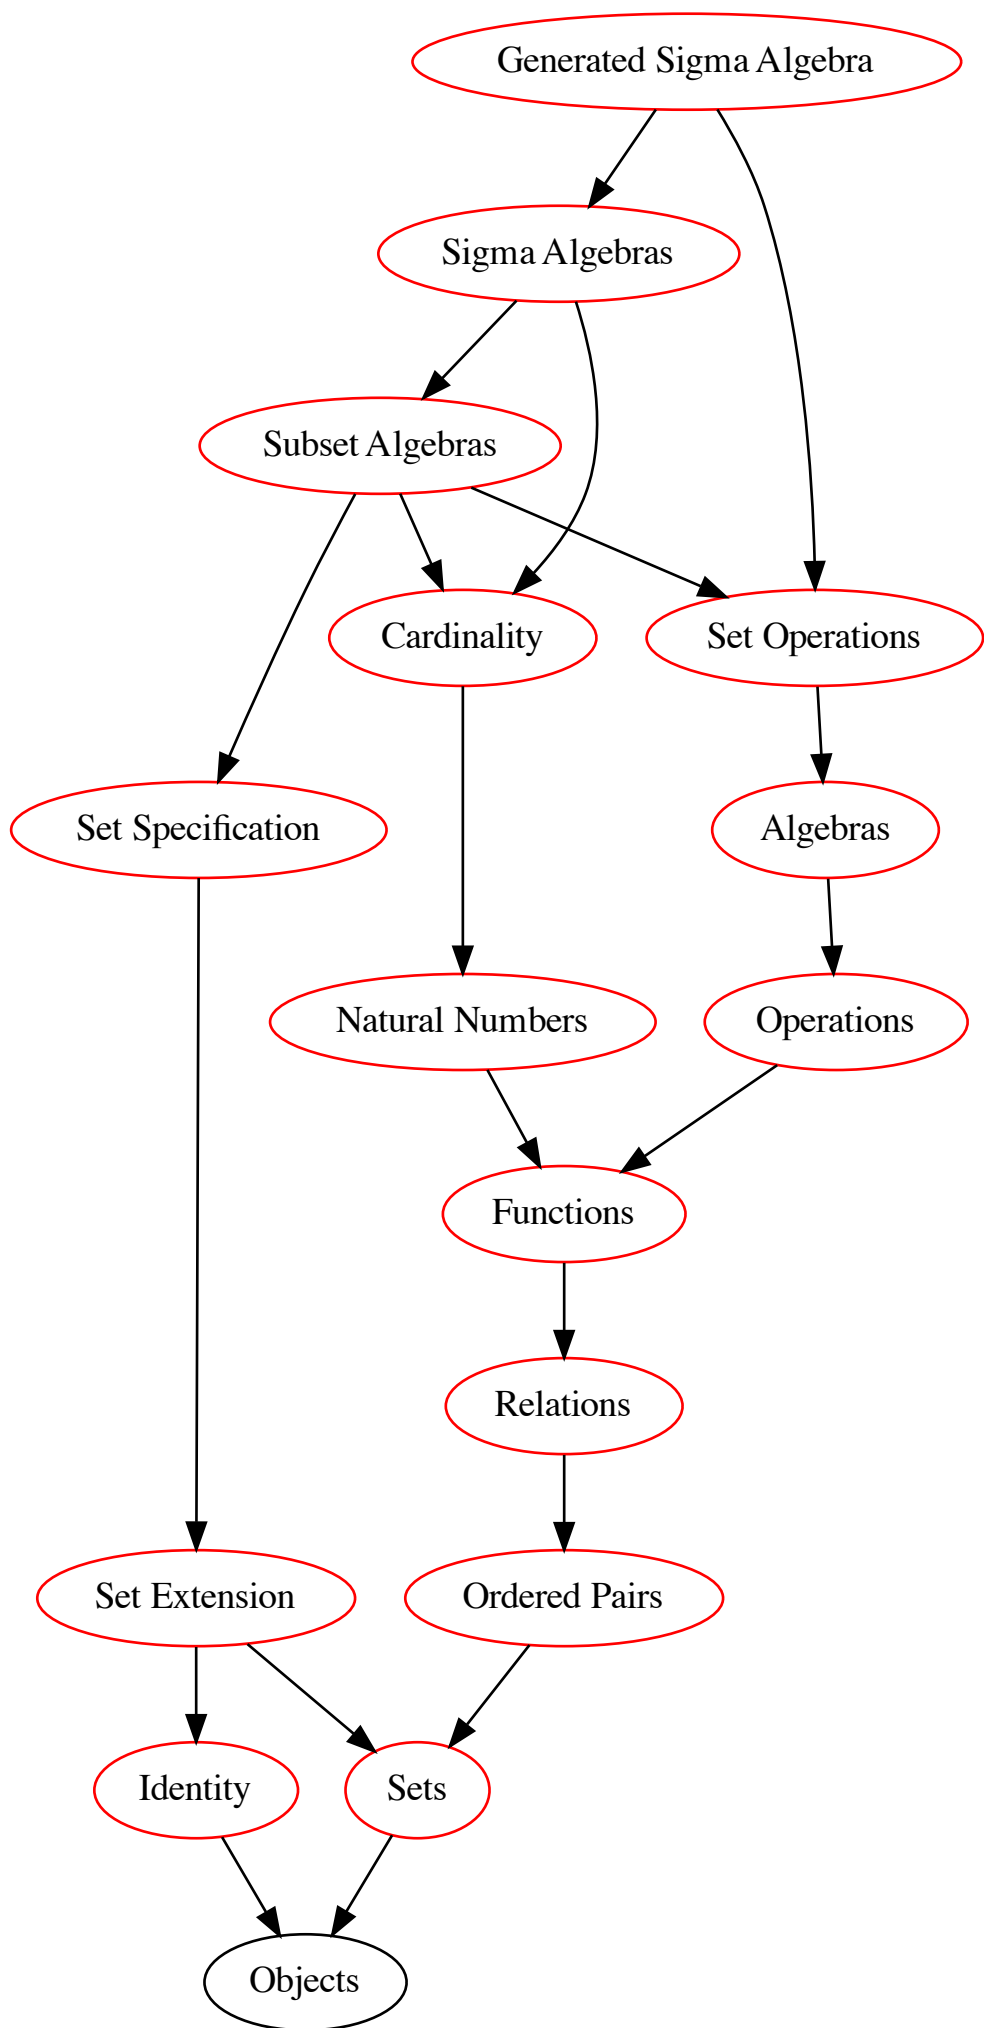 Generated Sigma Algebra
Sigma Algebras
Subset Algebras
Cardinality
Set Operations
Set Specification
Algebras
Natural Numbers
Operations
Functions
Relations
Set Extension
Ordered Pairs
Identity
Sets
Objects